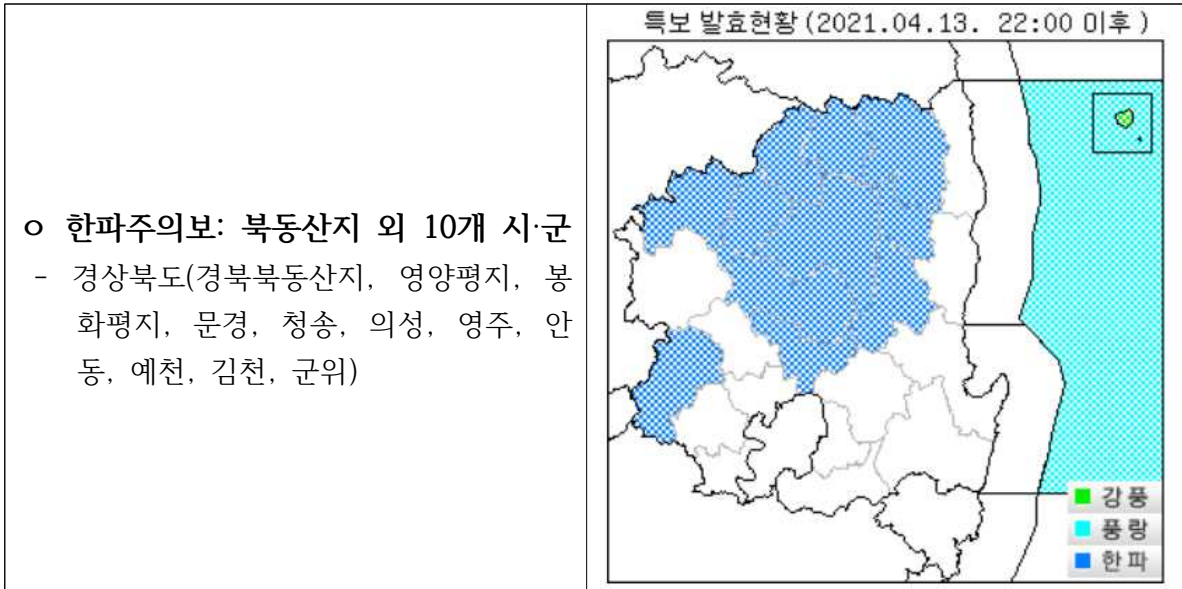 ㅇ 한파주의보: 북동산지 외 10개 시·군
- 경상북도(경북북동산지, 영양평지, 봉
화평지, 문경, 청송, 의성, 영주, 안
동, 예천, 김천, 군위)
특보 발효현황 (2021.04.13. 22:00 이후 )
강풍
풍랑
한파